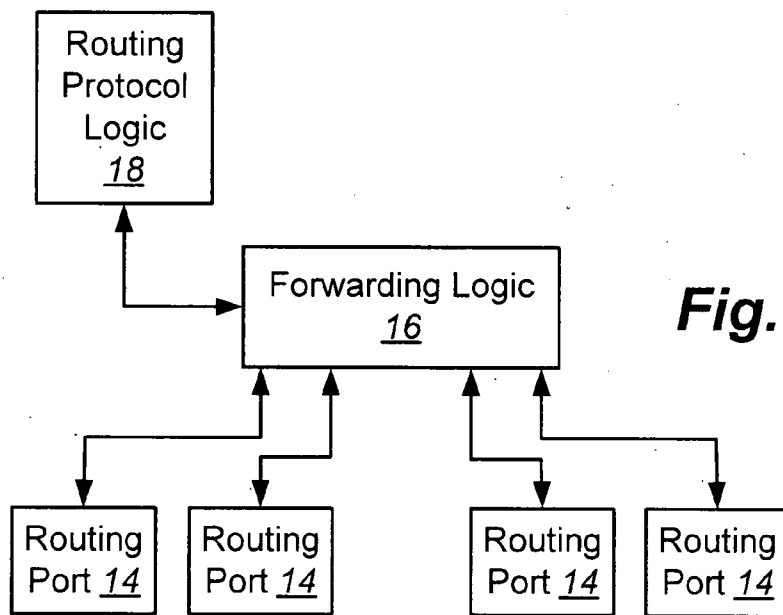 Routing
Protocol
Logic
18
Forwarding Logic
16
Fig.
Routing
Port 14
Routing
Port 14
Routing
Port 14
Routing
Port 14